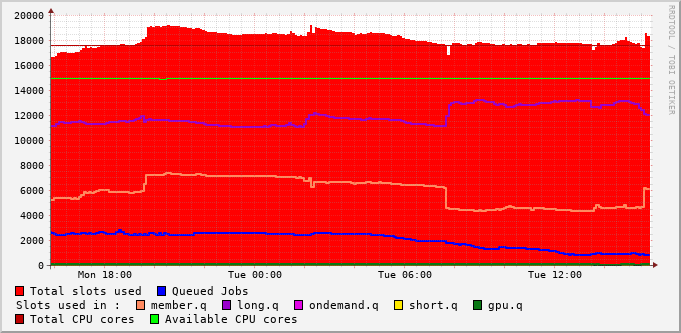 20000
18000
16000
14000
12000
10000
8000
6000
4000
2000
0
Mon 18:00 Tue 00:00 Tue 06:00 Tue 12:00
RRDTOOL / TOBI OETIKER
Total slots used Queued Jobs
Slots used in : member.q long.q ondemand.q short.q gpu.q
Total CPU cores Available CPU cores